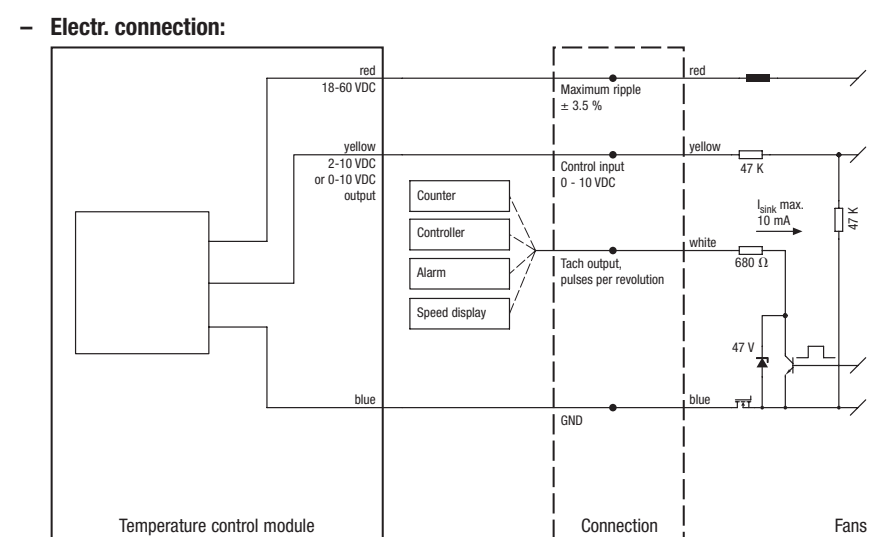 – Electr. connection:
red
18-60 VDC
Maximum ripple
± 3.5 %
red
yellow
2-10 VDC
or 0-10 VDC
output
Control input
0 - 10 VDC
yellow
47 K
47 K
Counter
Controller
Alarm
Speed display
Tach output,
pulses per revolution
white
680 Ω
Isink max.
10 mA
47 V
blue
GND
blue
Temperature control module
Connection
Fans